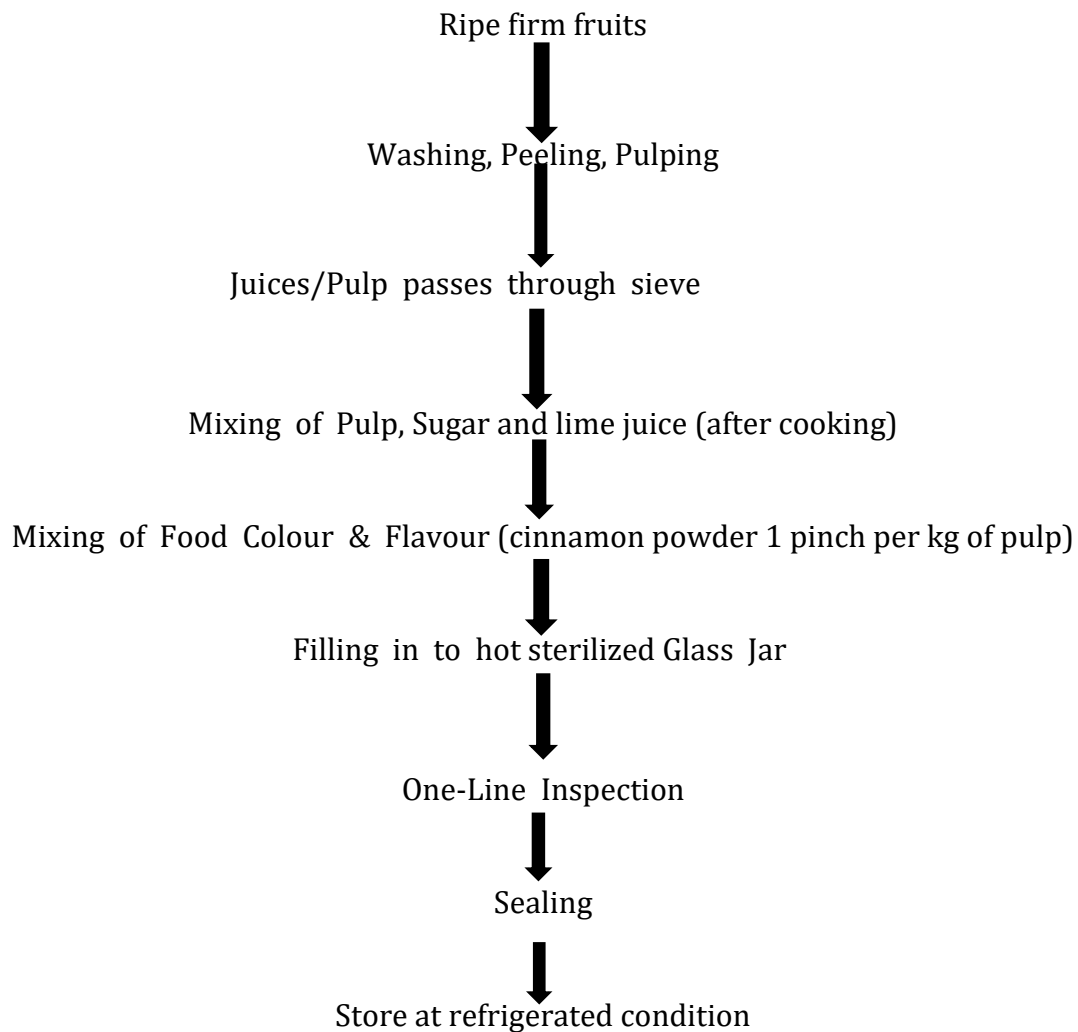 Ripe firm fruits
Washing, Peeling, Pulping
Juices/Pulp passes through sieve
Mixing of Pulp, Sugar and lime juice (after cooking)
Mixing of Food Colour & Flavour (cinnamon powder 1 pinch per kg of pulp)
Filling in to hot sterilized Glass Jar
One-Line Inspection
Sealing
Store at refrigerated condition